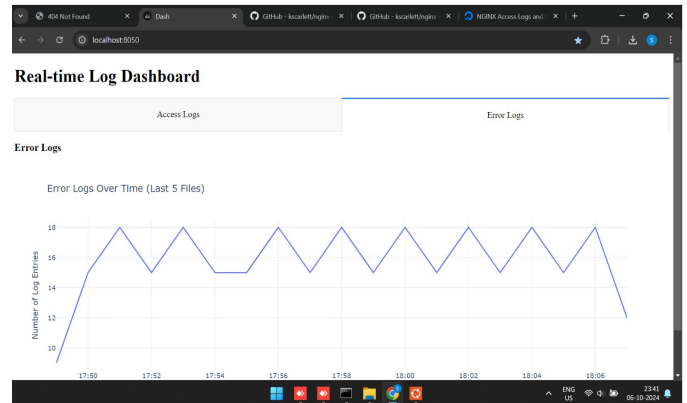 404 Not Found
Dash
GitHub - kscarlett/nginx
GitHub - kscarlett/nginx
NGINX Access Logs and
localhost:8050
S
Real-time Log Dashboard
Access Logs
Error Logs
Error Logs
Error Logs Over Time (Last 5 Files)
Number of Log Entries
18
16
14
12
10
17:50
17:52
17:54
17:56
17:58
18:00
18:02
18:04
18:06
ENG
US
23:41
06-10-2024